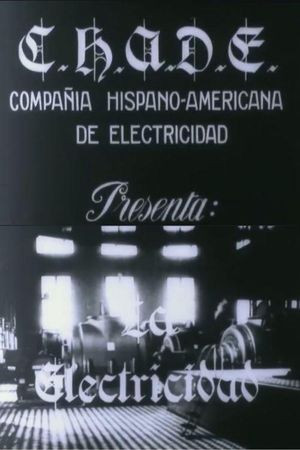 C.H.A.D.E.
COMPAÑIA HISPANO-AMERICANA
DE ELECTRICIDAD
Presenta:
La
Electricidad